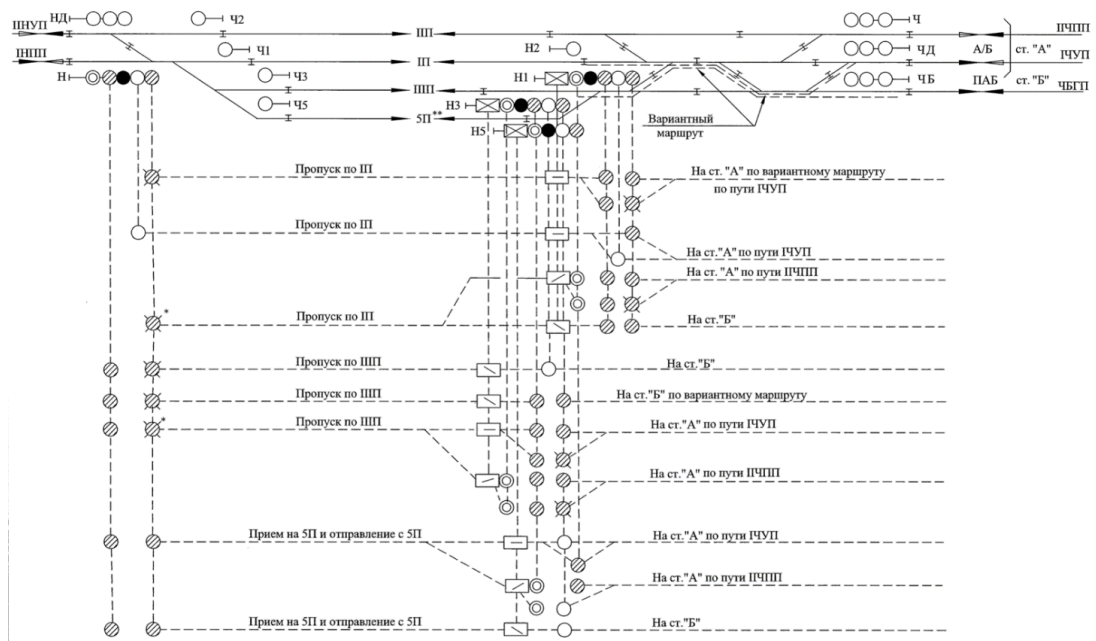 IIНУП НД Ч2 IIП Ч IIЧПП
IНПП Ч1 IП Н2 ЧД А/Б ст. "А" IЧУП
Н Ч3 IIIП Н1 ЧБ ПАБ ст. "Б" ЧБГП
Ч5 5П** Н3
Н5 Вариантный
маршрут
Пропуск по IП На ст. "А" по вариантному маршруту
по пути IЧУП
Пропуск по IП
На ст."А" по пути IЧУП
На ст. "А" по пути IIЧПП
* Пропуск по IП На ст."Б"
Пропуск по IIIП На ст."Б"
Пропуск по IIIП На ст."Б" по вариантному маршруту
* Пропуск по IIIП На ст."А" по пути IЧУП
На ст."А" по пути IIЧПП
Прием на 5П и отправление с 5П На ст."А" по пути IЧУП
На ст."А" по пути IIЧПП
Прием на 5П и отправление с 5П На ст."Б"